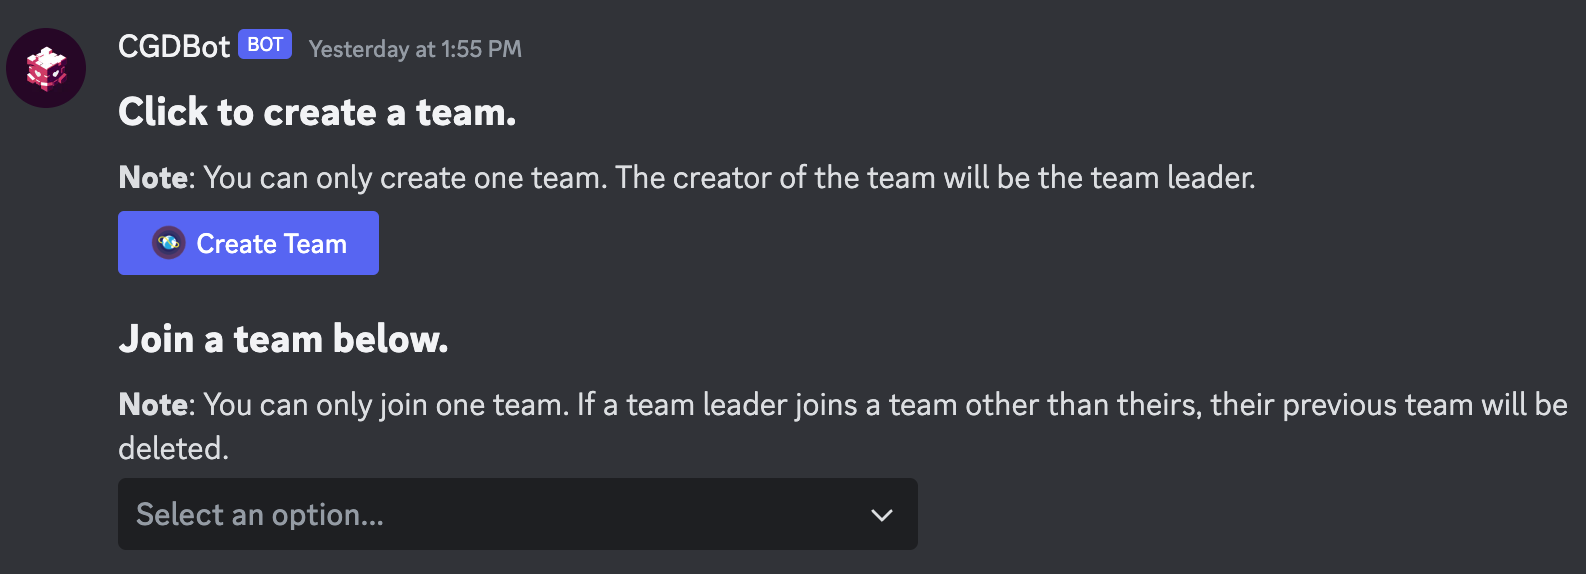 CGDBot BOT Yesterday at 1:55 PM
Click to create a team.
Note: You can only create one team. The creator of the team will be the team leader.
Create Team
Join a team below.
Note: You can only join one team. If a team leader joins a team other than theirs, their previous team will be
deleted.
Select an option...